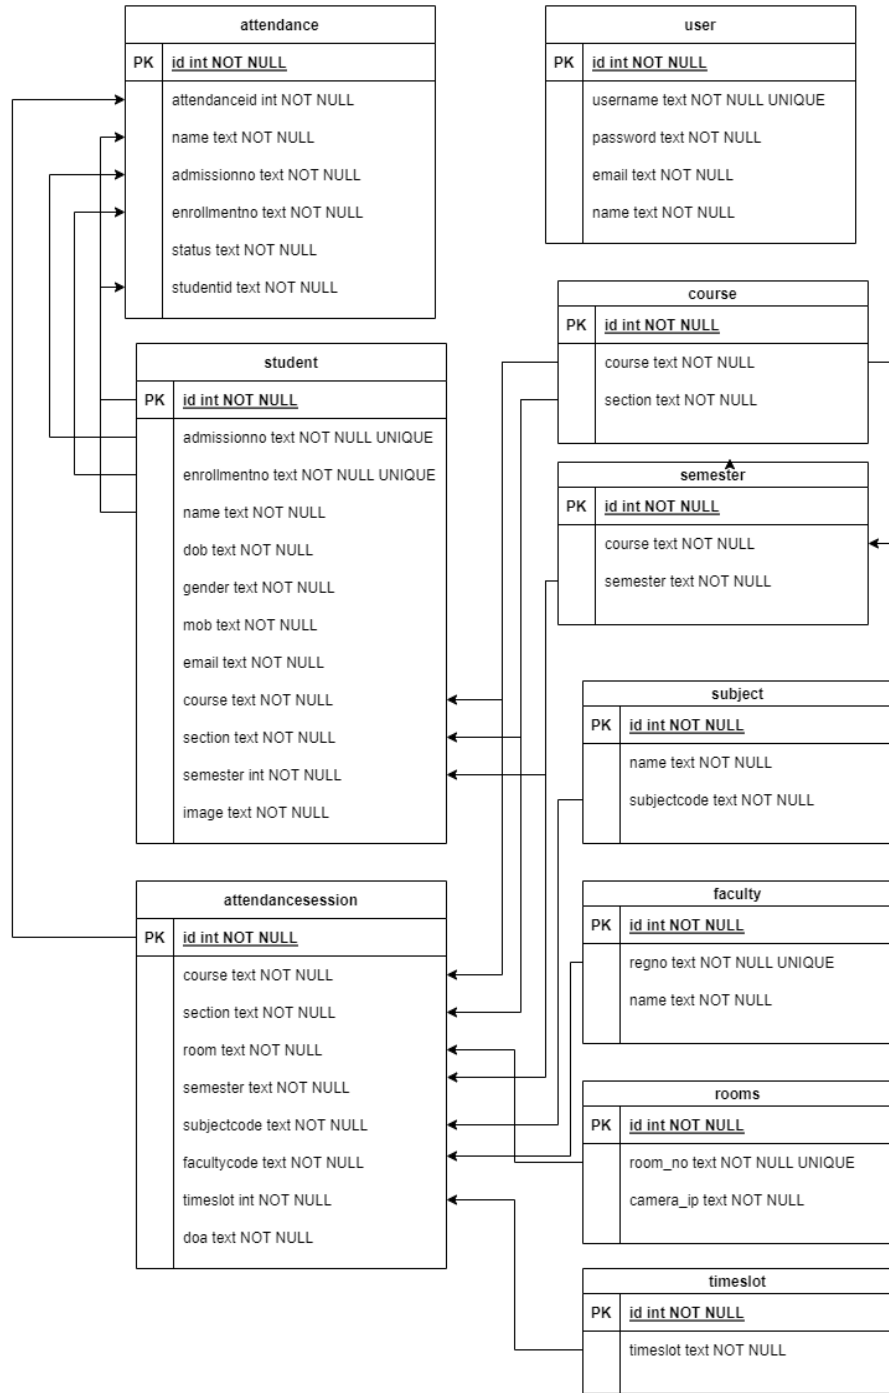 attendance
PK id int NOT NULL
attendanceid int NOT NULL
name text NOT NULL
admissionno text NOT NULL
enrollmentno text NOT NULL
status text NOT NULL
studentid text NOT NULL
user
PK id int NOT NULL
username text NOT NULL UNIQUE
password text NOT NULL
email text NOT NULL
name text NOT NULL
student
PK id int NOT NULL
admissionno text NOT NULL UNIQUE
enrollmentno text NOT NULL UNIQUE
name text NOT NULL
dob text NOT NULL
gender text NOT NULL
mob text NOT NULL
email text NOT NULL
course text NOT NULL
section text NOT NULL
semester int NOT NULL
image text NOT NULL
course
PK id int NOT NULL
course text NOT NULL
section text NOT NULL
semester
PK id int NOT NULL
course text NOT NULL
semester text NOT NULL
subject
PK id int NOT NULL
name text NOT NULL
subjectcode text NOT NULL
attendancesession
PK id int NOT NULL
course text NOT NULL
section text NOT NULL
room text NOT NULL
semester text NOT NULL
subjectcode text NOT NULL
facultycode text NOT NULL
timeslot int NOT NULL
doa text NOT NULL
faculty
PK id int NOT NULL
regno text NOT NULL UNIQUE
name text NOT NULL
rooms
PK id int NOT NULL
room_no text NOT NULL UNIQUE
camera_ip text NOT NULL
timeslot
PK id int NOT NULL
timeslot text NOT NULL